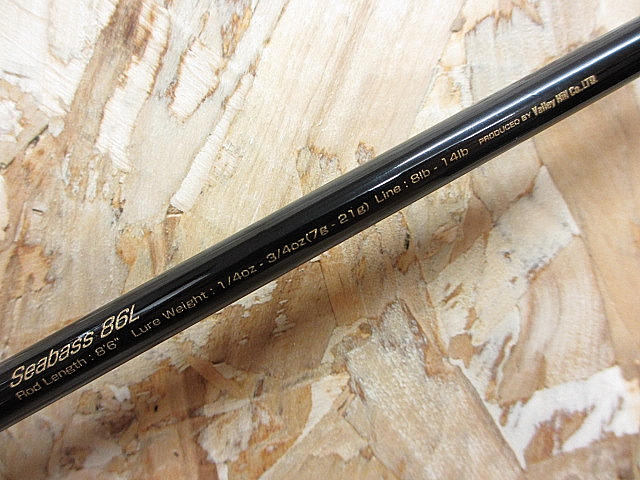 Seabass 86L
Rod Length : 8'6" Lure Weight : 1/4oz - 3/4oz(7g - 21g) Line : 8lb - 14lb
PRODUCED BY Valley Hill Co.,LTD.